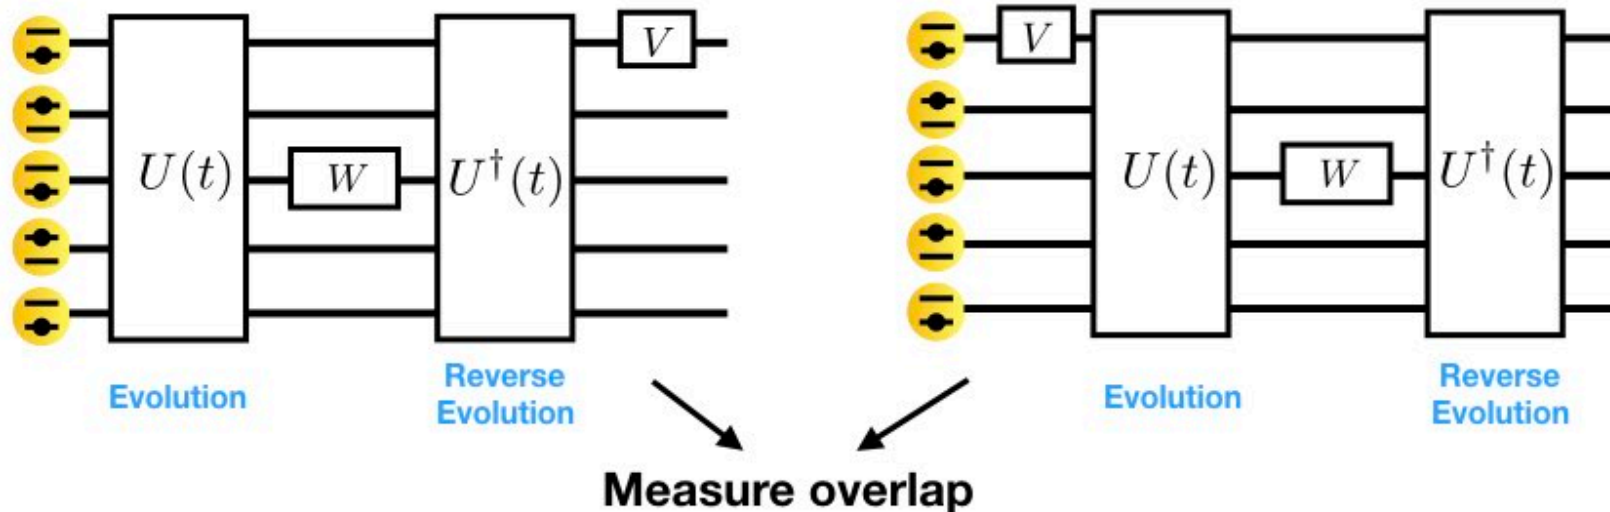 V
V
U(t)
W
U†(t)
U(t)
W
U†(t)
Evolution
Reverse
Evolution
Evolution
Reverse
Evolution
Measure overlap